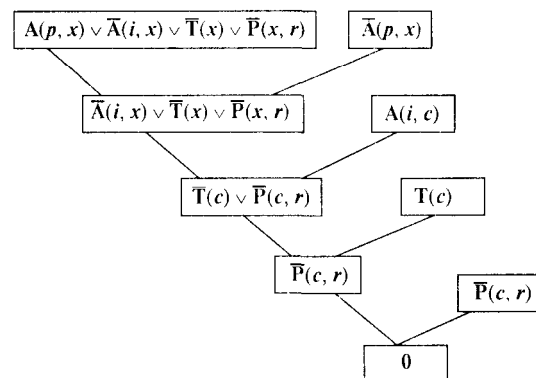 A(p, x) ∨ A̅(i, x) ∨ T̅(x) ∨ P̅(x, r) A̅(p, x)
A̅(i, x) ∨ T̅(x) ∨ P̅(x, r) A(i, c)
T̅(c) ∨ P̅(c, r) T(c)
P̅(c, r) P̅(c, r)
0